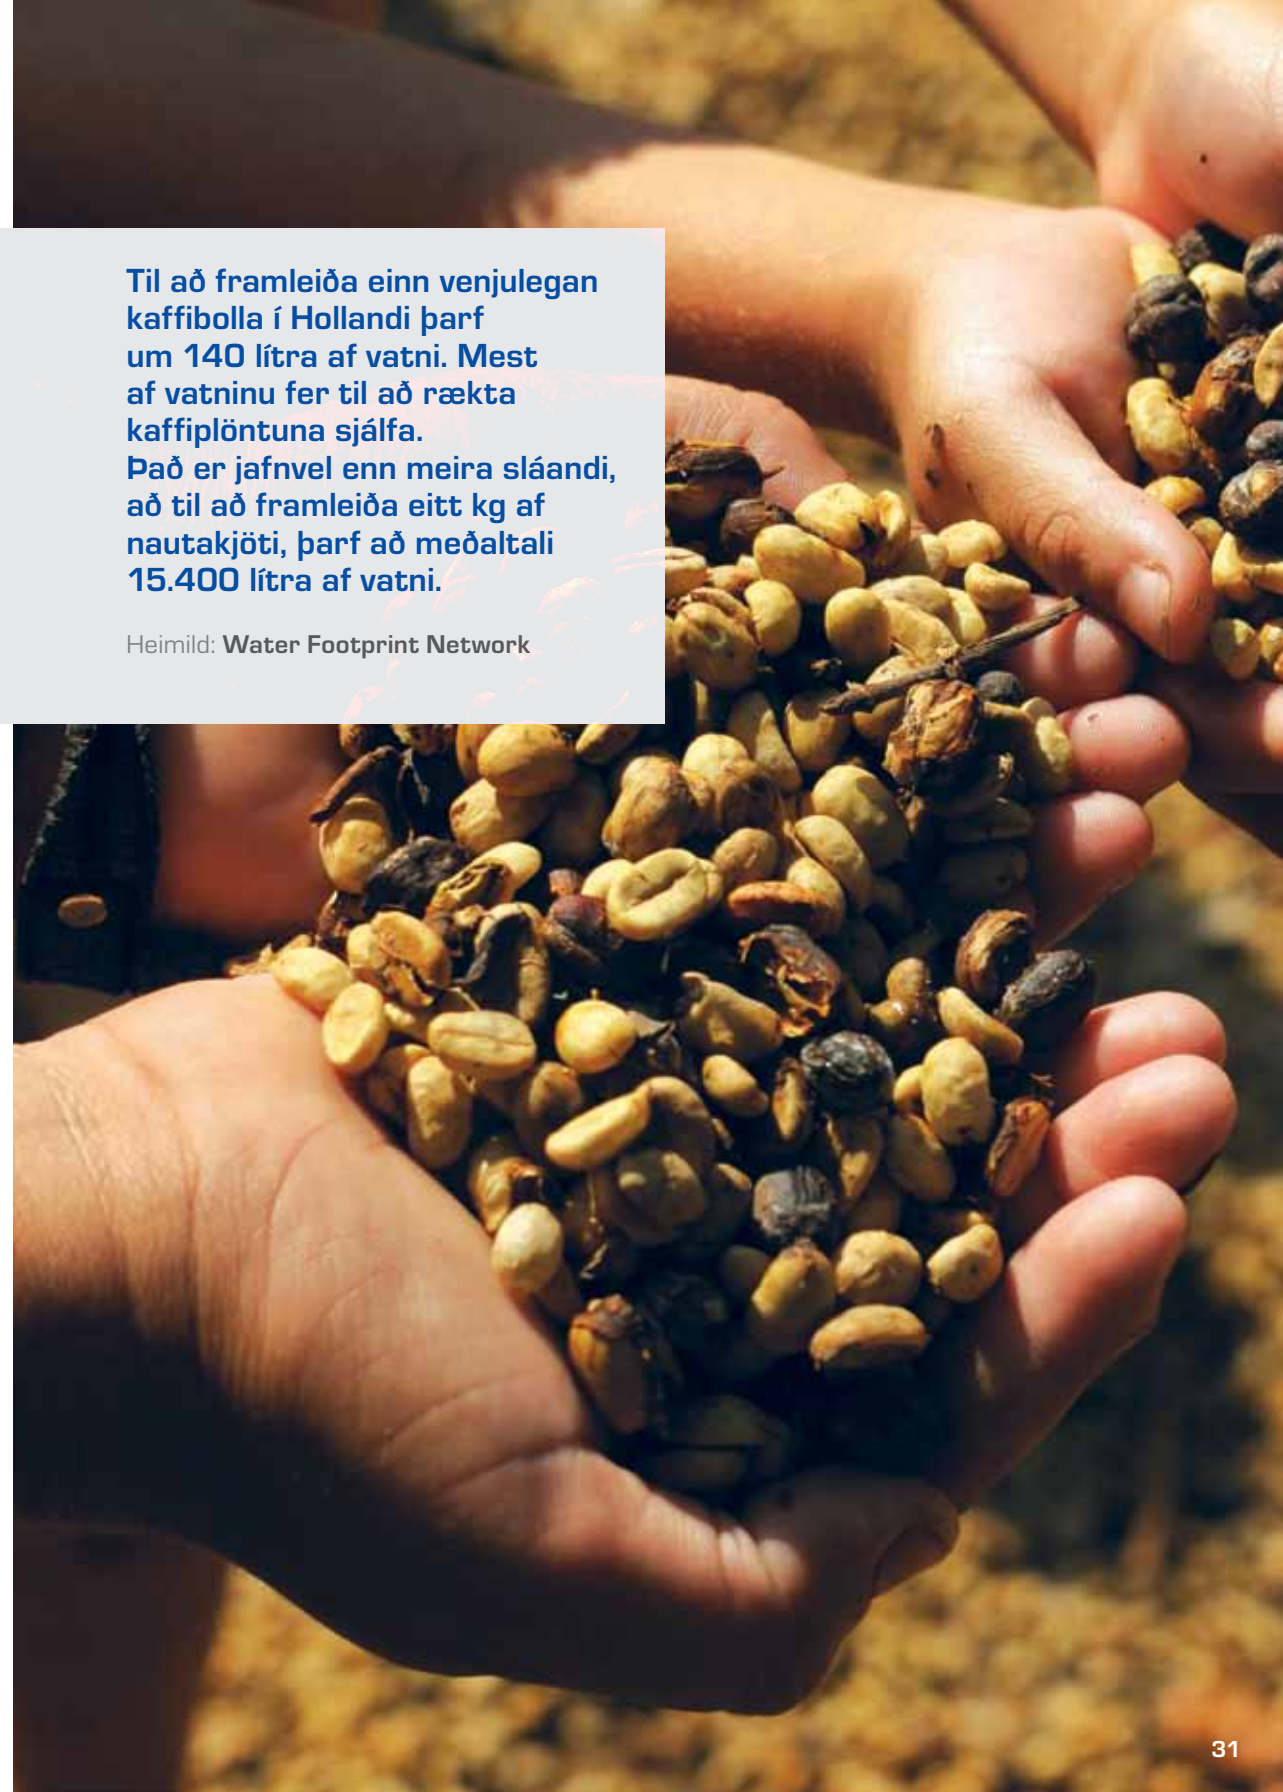 Til að framleiða einn venjulegan
kaffibolla í Hollandi þarf
um 140 lítra af vatni. Mest
af vatninu fer til að rækta
kaffiplöntuna sjálfa.
Það er jafnvel enn meira sláandi,
að til að framleiða eitt kg af
nautakjöti, þarf að meðaltali
15.400 lítra af vatni.
Heimild: Water Footprint Network
31